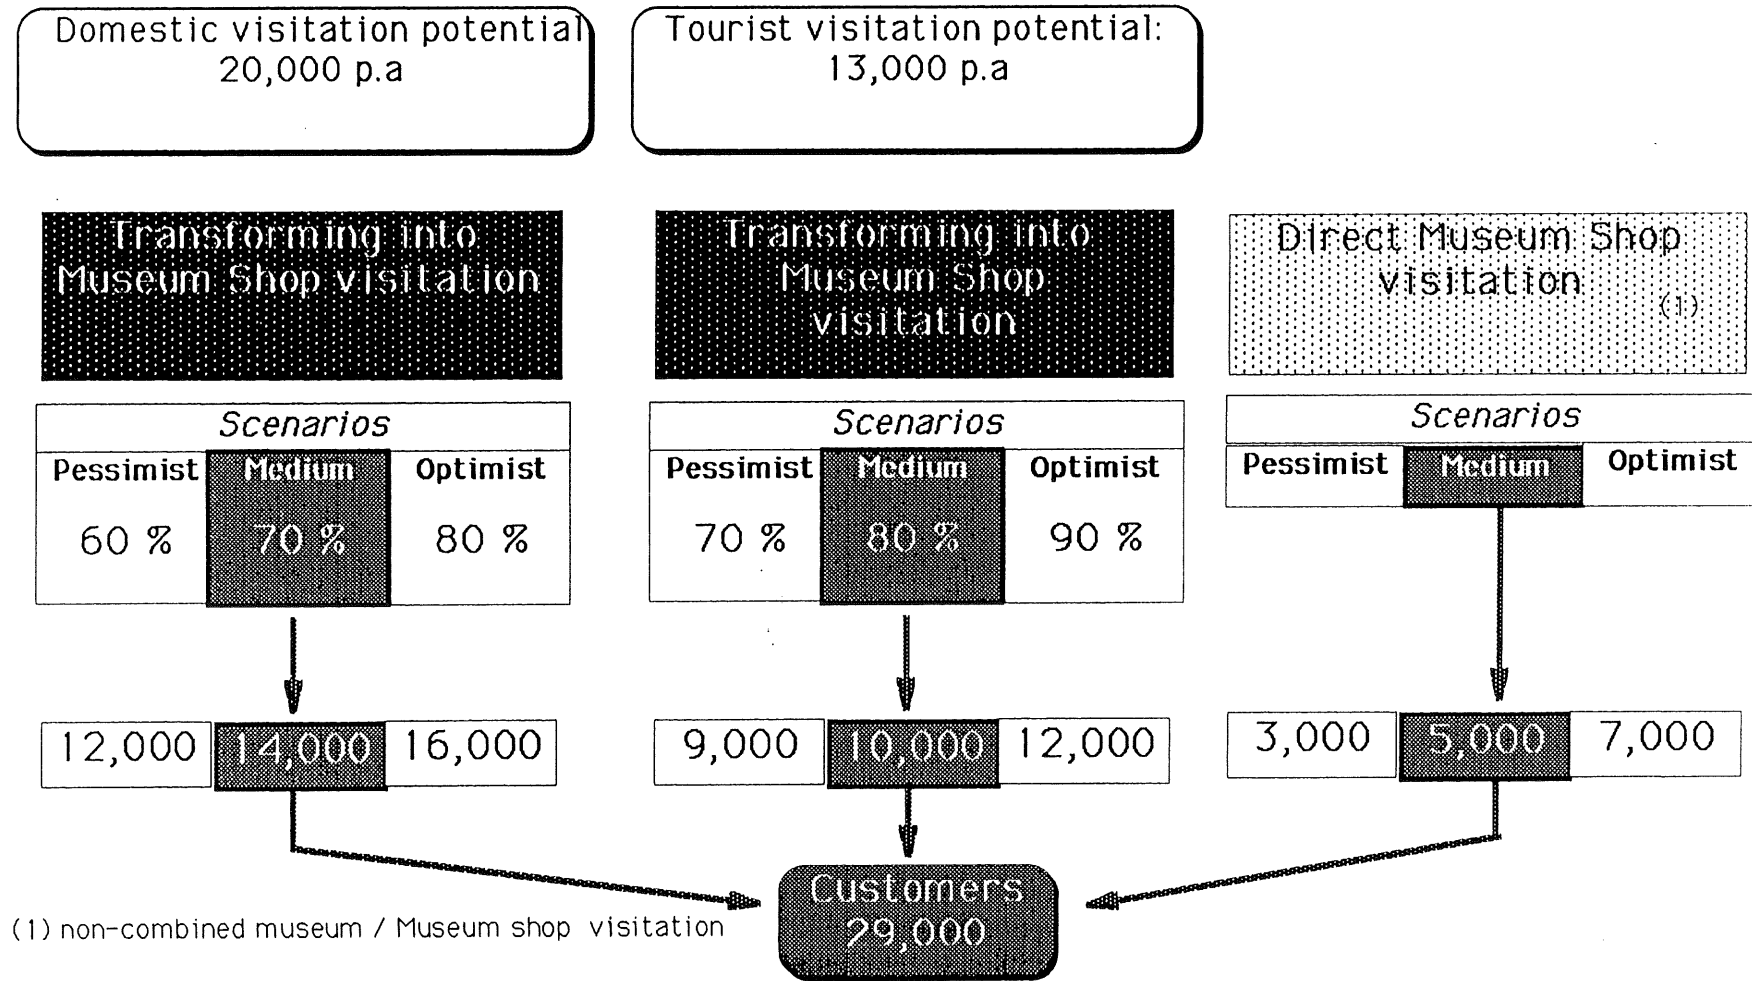 Domestic visitation potential
20,000 p.a
Tourist visitation potential:
13,000 p.a
Transforming into
Museum Shop visitation
Transforming into
Museum Shop
visitation
Direct Museum Shop
visitation
(1)
Scenarios
Pessimist Medium Optimist
60 % 70 % 80 %
Scenarios
Pessimist Medium Optimist
70 % 80 % 90 %
Scenarios
Pessimist Medium Optimist
12,000 14,000 16,000
9,000 10,000 12,000
3,000 5,000 7,000
Customers
29,000
(1) non-combined museum / Museum shop visitation